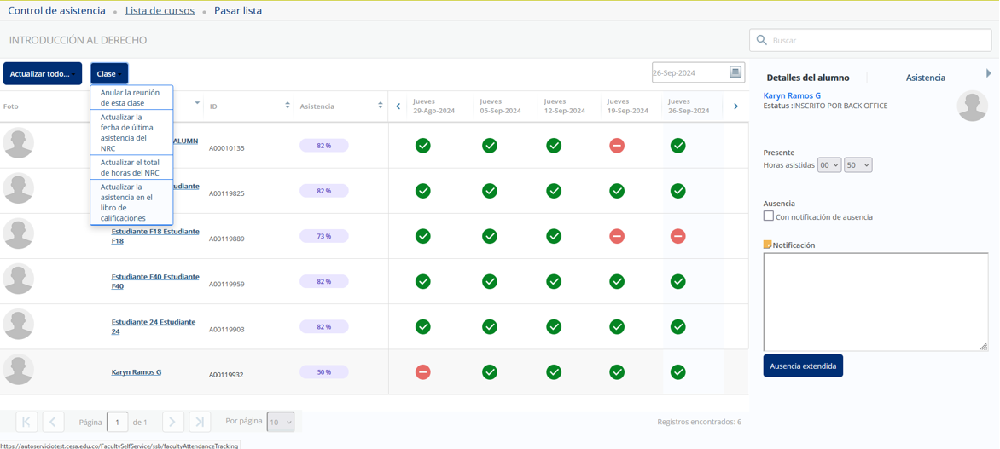 Control de asistencia • Lista de cursos • Pasar lista
INTRODUCCIÓN AL DERECHO
Buscar
Actualizar todo...
Clase
26-Sep-2024
Anular la reunión
de esta clase
Actualizar la
fecha de última
asistencia del
NRC
Actualizar el total
de horas del NRC
Actualizar la
asistencia en el
libro de
calificaciones
Foto
ID
Asistencia
Jueves
29-Ago-2024
Jueves
05-Sep-2024
Jueves
12-Sep-2024
Jueves
19-Sep-2024
Jueves
26-Sep-2024
ALUMN
A00010135
82 %
udiante
A00119825
82 %
Estudiante F18 Estudiante
F18
A00119889
73 %
Estudiante F40 Estudiante
F40
A00119959
82 %
Estudiante 24 Estudiante
24
A00119903
82 %
Karyn Ramos G
A00119932
50 %
Página 1 de 1
Por página 10
Registros encontrados: 6
Detalles del alumno
Asistencia
Karyn Ramos G
Estatus :INSCRITO POR BACK OFFICE
Presente
Horas asistidas 00 50
Ausencia
Con notificación de ausencia
Notificación
Ausencia extendida
https://autoserviciotest.cesa.edu.co/FacultySelfService/ssb/facultyAttendanceTracking